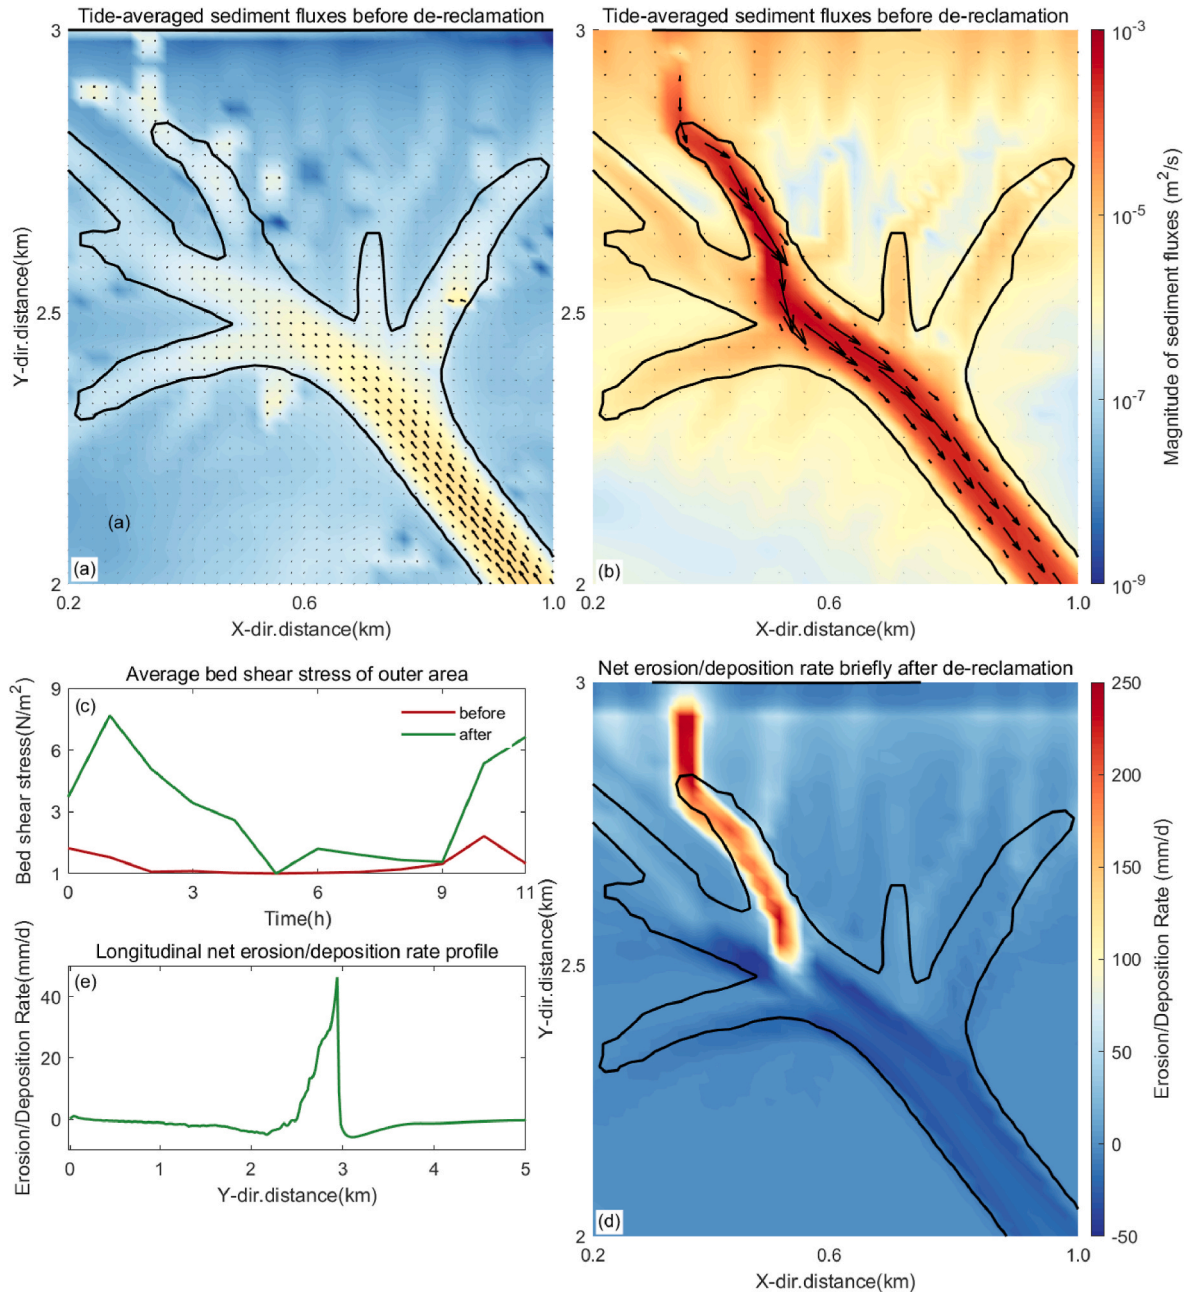 Tide-averaged sediment fluxes before de-reclamation
3
2.5
2
Y-dir.distance(km)
(a)
(a)
0.2
0.6
1.0
X-dir.distance(km)
Tide-averaged sediment fluxes before de-reclamation
3
2.5
2
(b)
0.2
0.6
1.0
X-dir.distance(km)
10-3
10-5
10-7
10-9
Magnitude of sediment fluxes (m2/s)
Average bed shear stress of outer area
9
6
3
1
Bed shear stress(N/m2)
(c)
before
after
0
3
6
9
11
Time(h)
Longitudinal net erosion/deposition rate profile
40
20
0
Erosion/Deposition Rate(mm/d)
(e)
0
1
2
3
4
5
Y-dir.distance(km)
Net erosion/deposition rate briefly after de-reclamation
3
2.5
2
Y-dir.distance(km)
(d)
0.2
0.6
1.0
X-dir.distance(km)
250
200
150
100
50
0
-50
Erosion/Deposition Rate (mm/d)